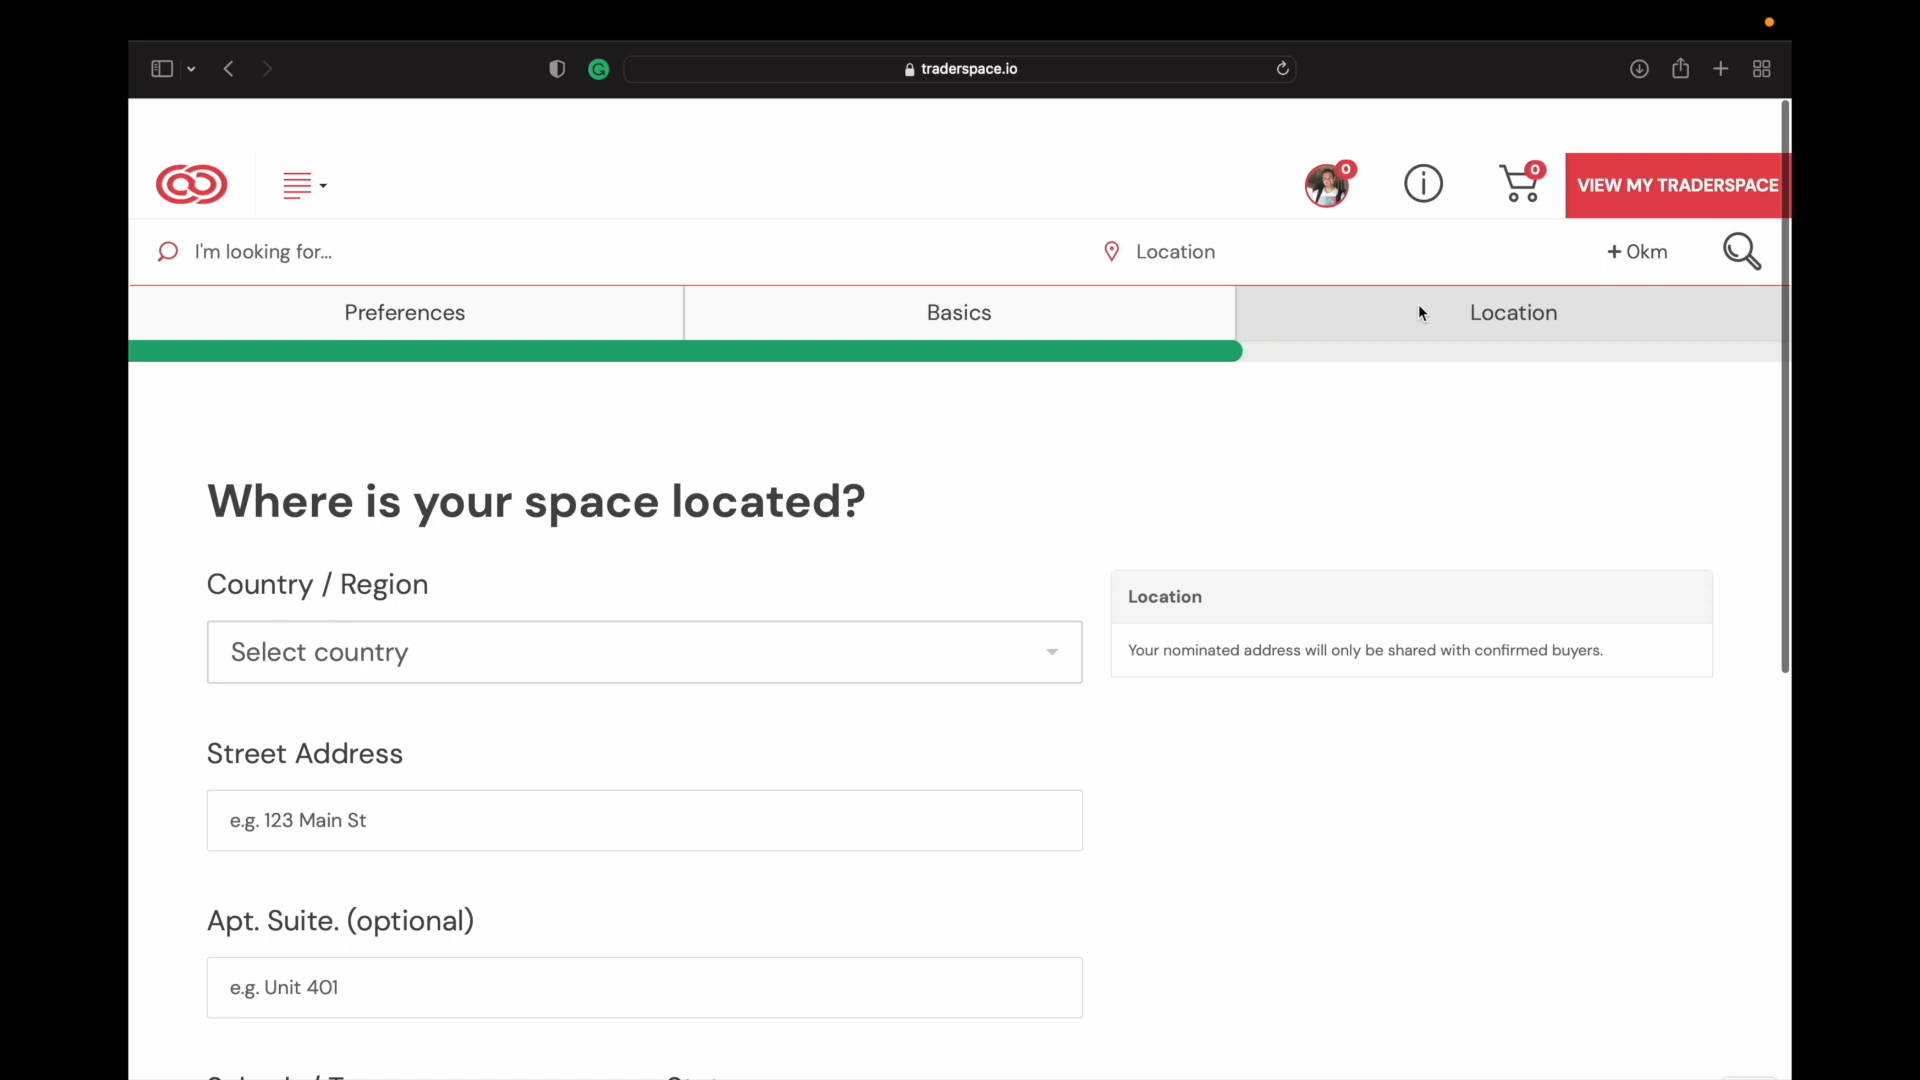 traderspace.io
0
0
VIEW MY TRADERSPACE
I'm looking for...
Location
+ 0km
Preferences
Basics
Location
Where is your space located?
Country / Region
Select country
Location
Your nominated address will only be shared with confirmed buyers.
Street Address
e.g. 123 Main St
Apt. Suite. (optional)
e.g. Unit 401